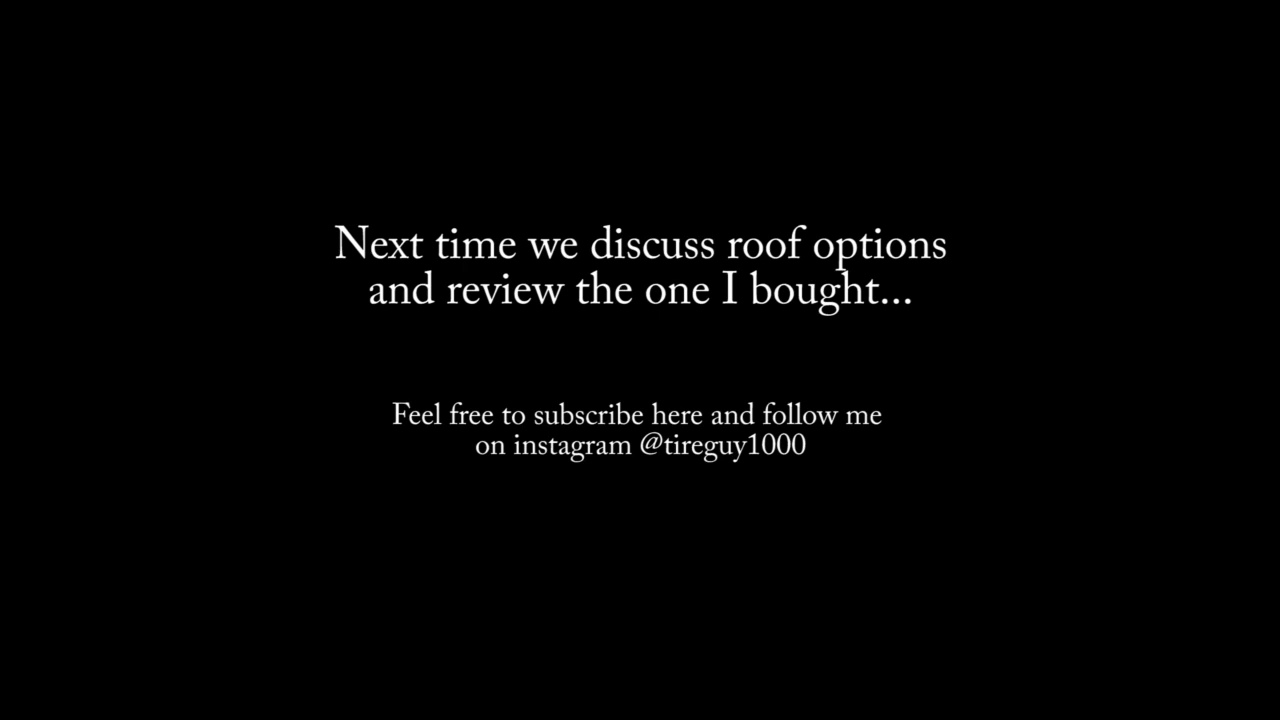 Next time we discuss roof options
and review the one I bought...
Feel free to subscribe here and follow me
on instagram @tireguy1000